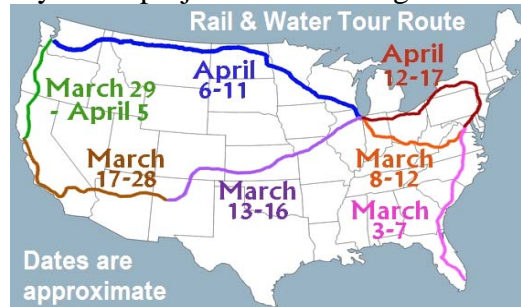 Rail & Water Tour Route
April
12-17
April
6-11
March 29
- April 5
March
17-28
March
8-12
March
13-16
March
3-7
Dates are
approximate